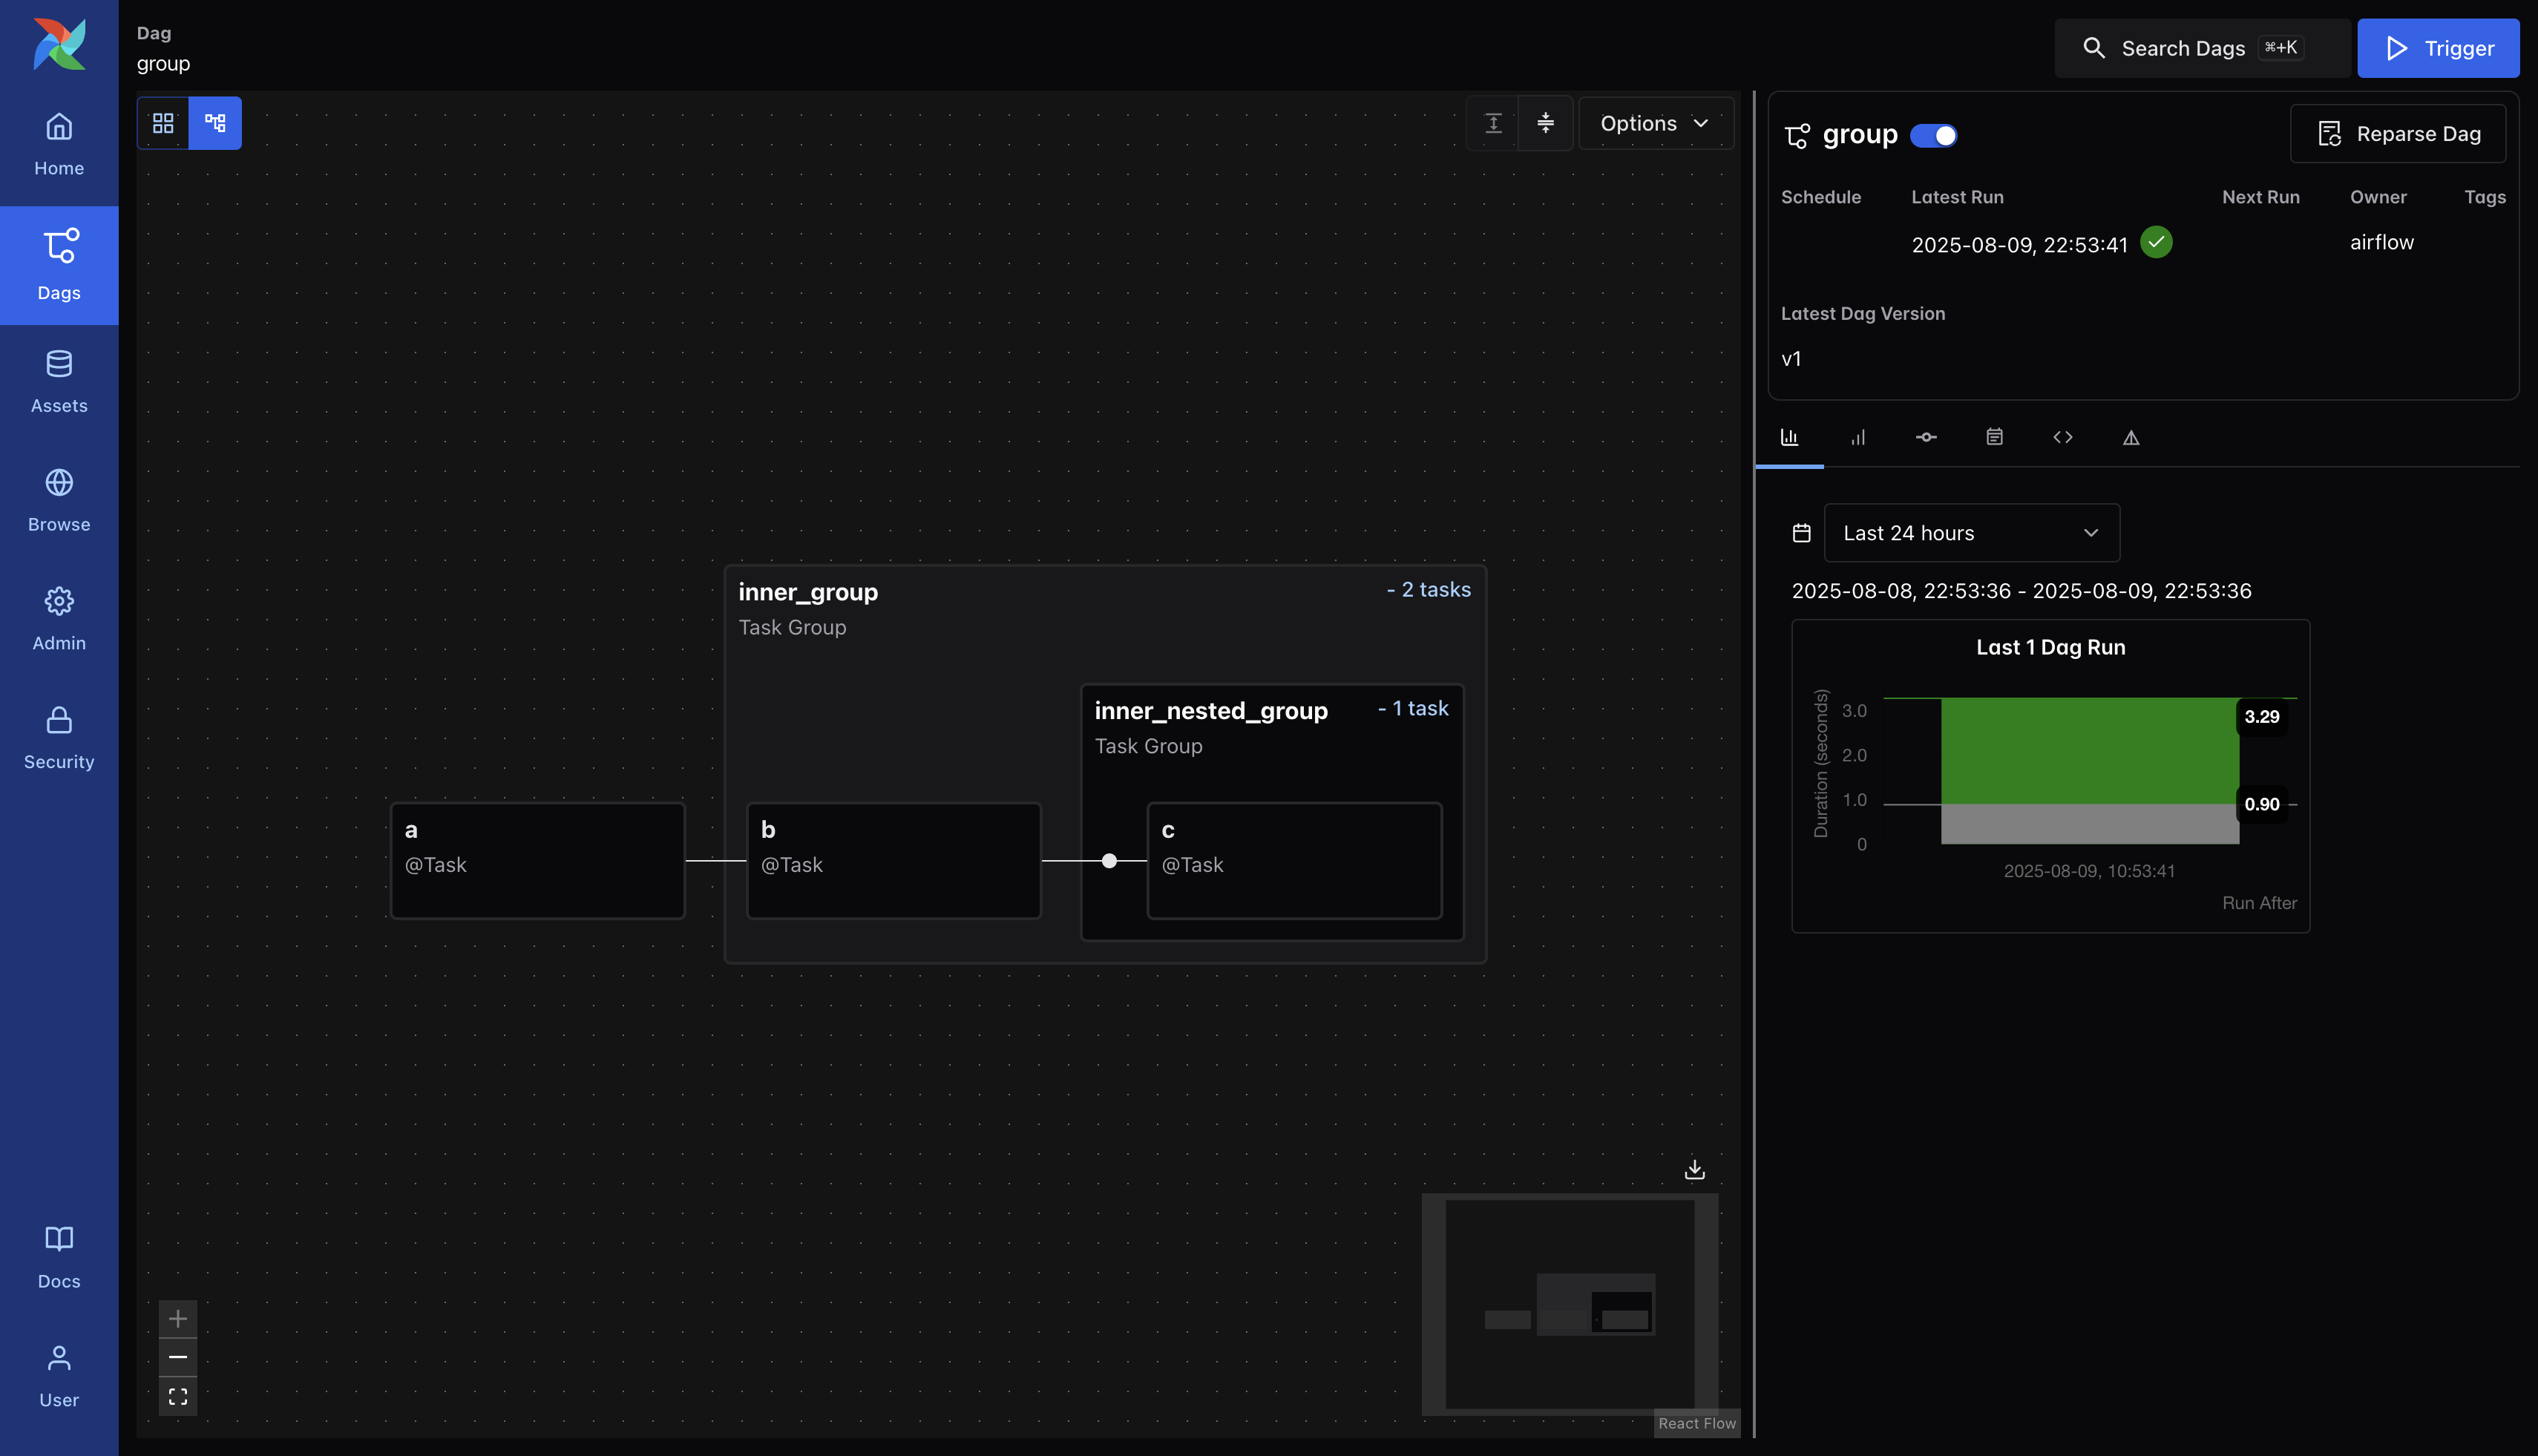 Dag
group
Search Dags ⌘+K
Trigger
Home
Dags
Assets
Browse
Admin
Security
Docs
User
Options
inner_group
- 2 tasks
Task Group
inner_nested_group
- 1 task
Task Group
a
@Task
b
@Task
c
@Task
React Flow
group
Reparse Dag
Schedule Latest Run Next Run Owner Tags
2025-08-09, 22:53:41 airflow
Latest Dag Version
v1
Last 24 hours
2025-08-08, 22:53:36 - 2025-08-09, 22:53:36
Last 1 Dag Run
Duration (seconds)
3.0
2.0
1.0
0
3.29
0.90
2025-08-09, 10:53:41
Run After